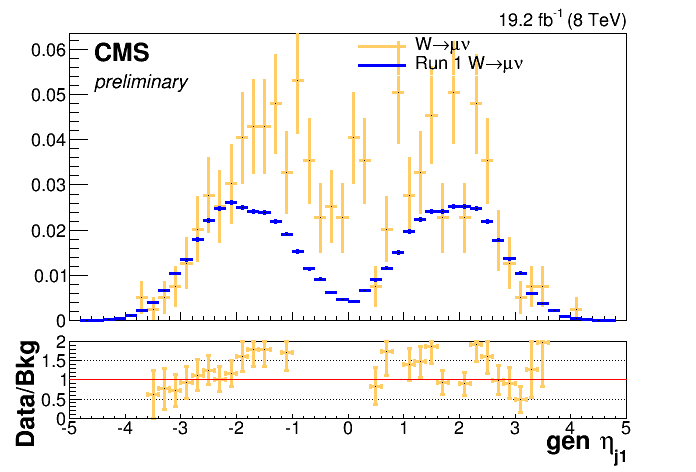 19.2 fb⁻¹ (8 TeV)
CMS
preliminary
W→μν
Run 1 W→μν
0.06
0.05
0.04
0.03
0.02
0.01
0
Data/Bkg
2
1.5
1
0.5
0
-5 -4 -3 -2 -1 0 1 2 3 4 5
gen η_j1